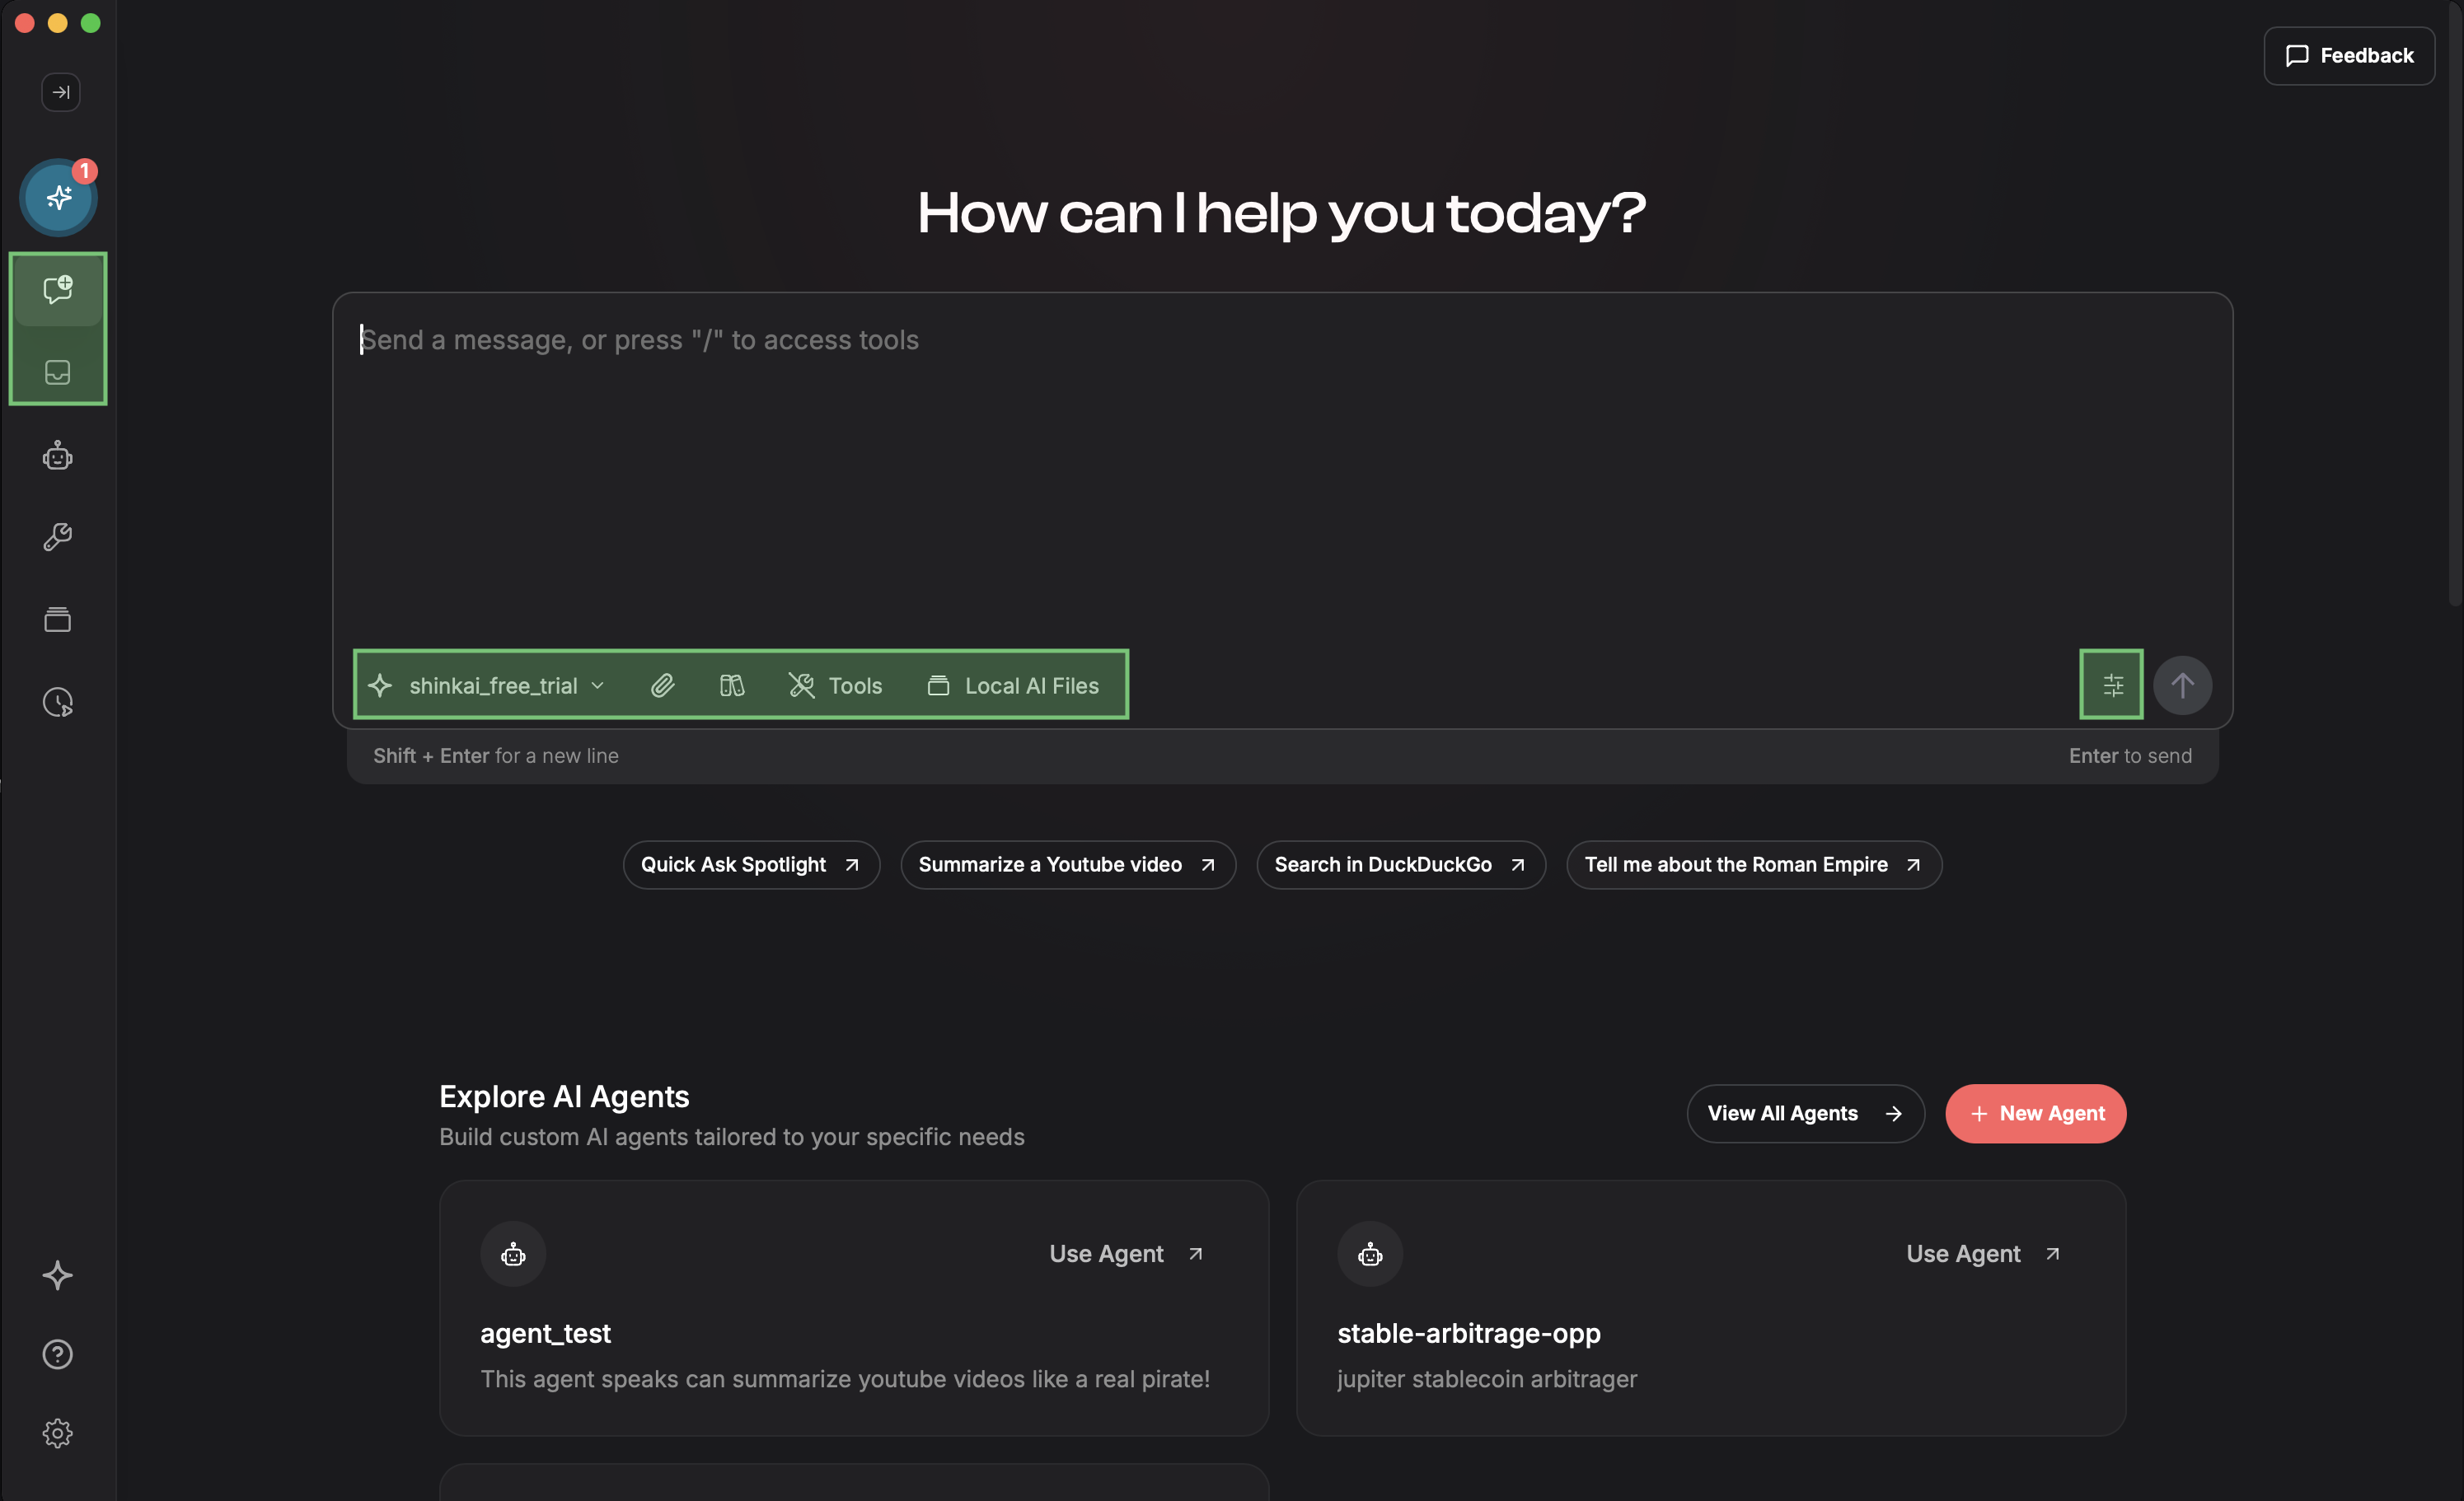 Feedback
1
How can I help you today?
Send a message, or press "/" to access tools
shinkai_free_trial Tools Local AI Files
Shift + Enter for a new line Enter to send
Quick Ask Spotlight Summarize a Youtube video Search in DuckDuckGo Tell me about the Roman Empire
Explore AI Agents
Build custom AI agents tailored to your specific needs
View All Agents + New Agent
Use Agent
agent_test
This agent speaks can summarize youtube videos like a real pirate!
Use Agent
stable-arbitrage-opp
jupiter stablecoin arbitrager